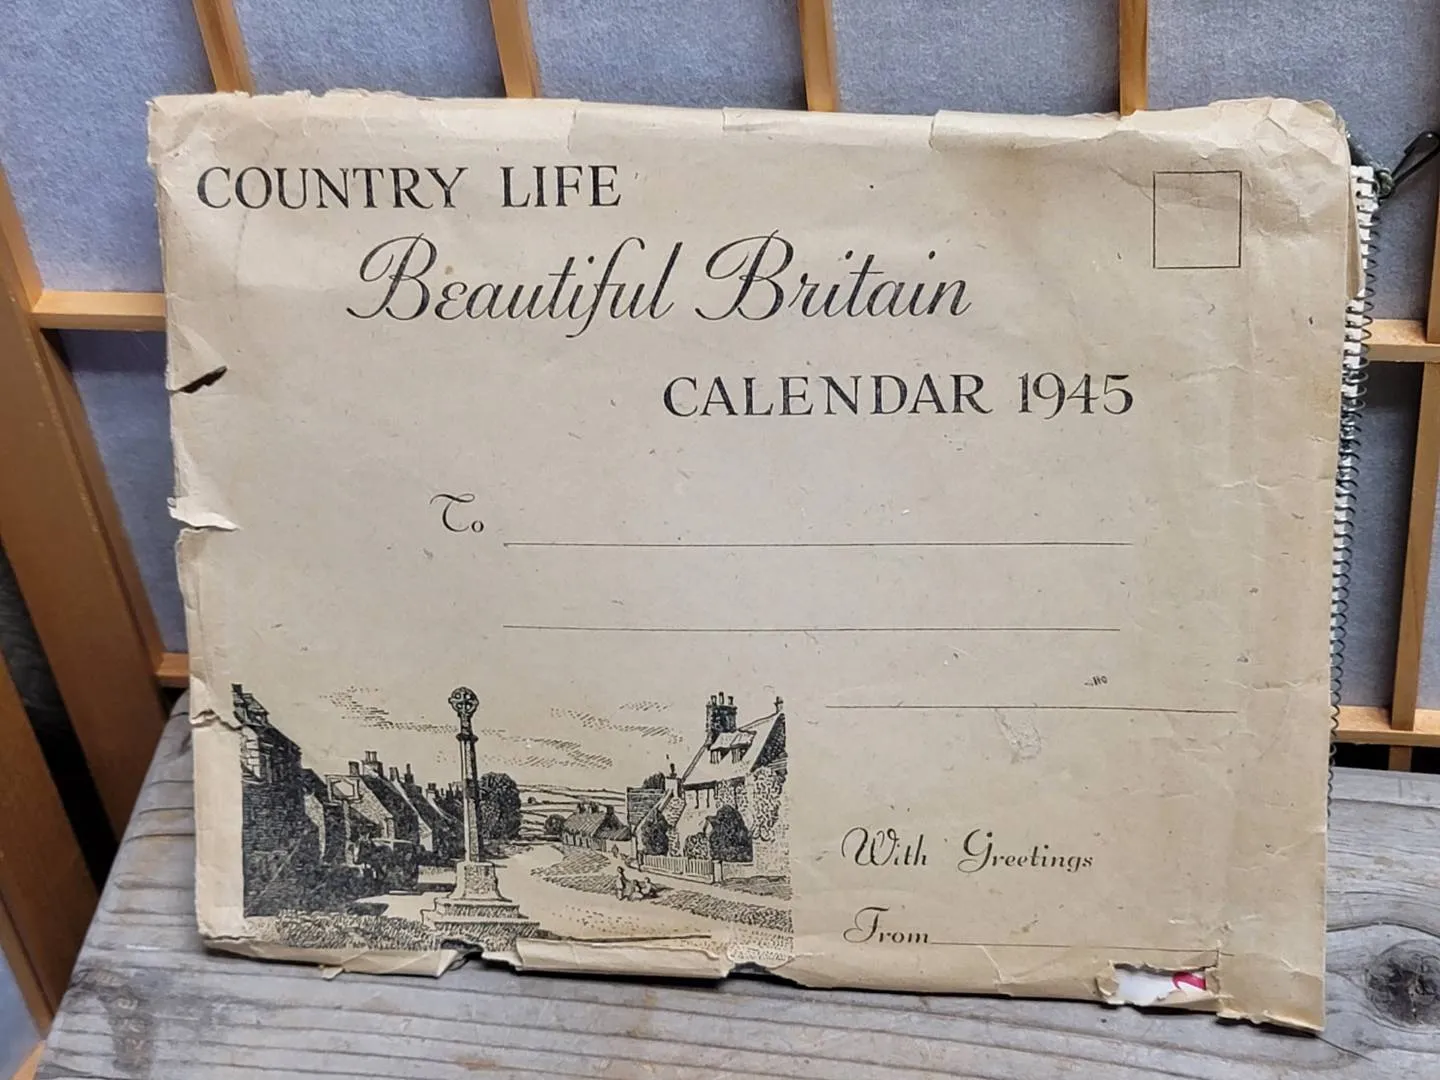 COUNTRY LIFE
Beautiful Britain
CALENDAR 1945
To
With Greetings
From